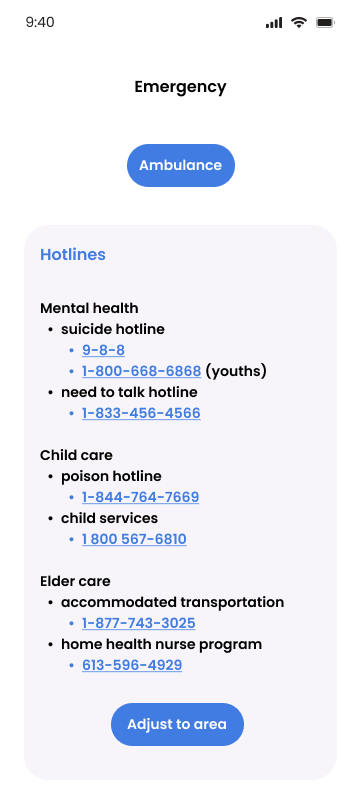 9:40
Emergency
Ambulance
Hotlines
Mental health
• suicide hotline
• 9-8-8
• 1-800-668-6868 (youths)
• need to talk hotline
• 1-833-456-4566
Child care
• poison hotline
• 1-844-764-7669
• child services
• 1 800 567-6810
Elder care
• accommodated transportation
• 1-877-743-3025
• home health nurse program
• 613-596-4929
Adjust to area